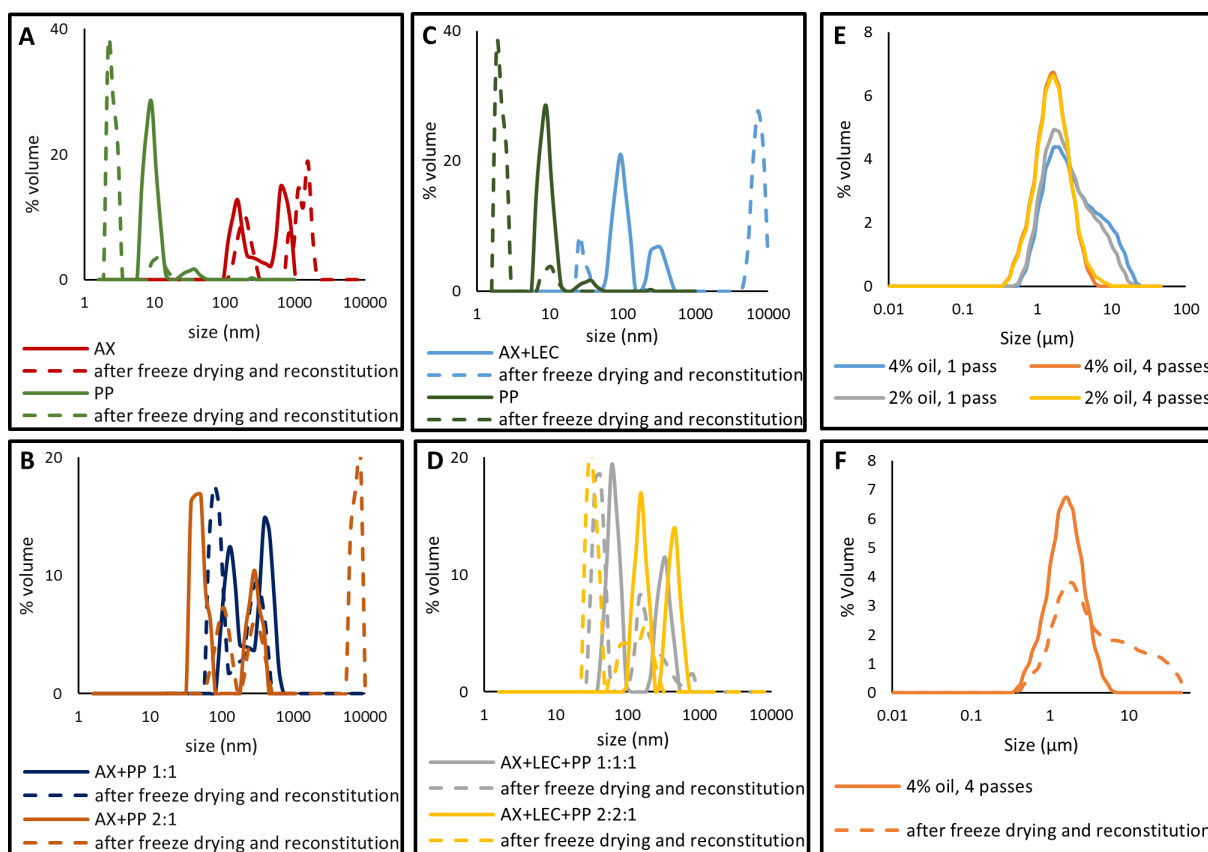 A
% volume
40
20
0
1
10
100
1000
10000
size (nm)
AX
after freeze drying and reconstitution
PP
after freeze drying and reconstitution
C
% volume
40
20
0
1
10
100
1000
10000
size (nm)
AX+LEC
after freeze drying and reconstitution
PP
after freeze drying and reconstitution
E
% volume
8
6
4
2
0
0.01
0.1
1
10
100
Size (µm)
4% oil, 1 pass
4% oil, 4 passes
2% oil, 1 pass
2% oil, 4 passes
B
% volume
20
10
0
1
10
100
1000
10000
size (nm)
AX+PP 1:1
after freeze drying and reconstitution
AX+PP 2:1
after freeze drying and reconstitution
D
% volume
20
10
0
1
10
100
1000
10000
size (nm)
AX+LEC+PP 1:1:1
after freeze drying and reconstitution
AX+LEC+PP 2:2:1
after freeze drying and reconstitution
F
% Volume
8
7
6
5
4
3
2
1
0
0.01
0.1
1
10
Size (µm)
4% oil, 4 passes
after freeze drying and reconstitution